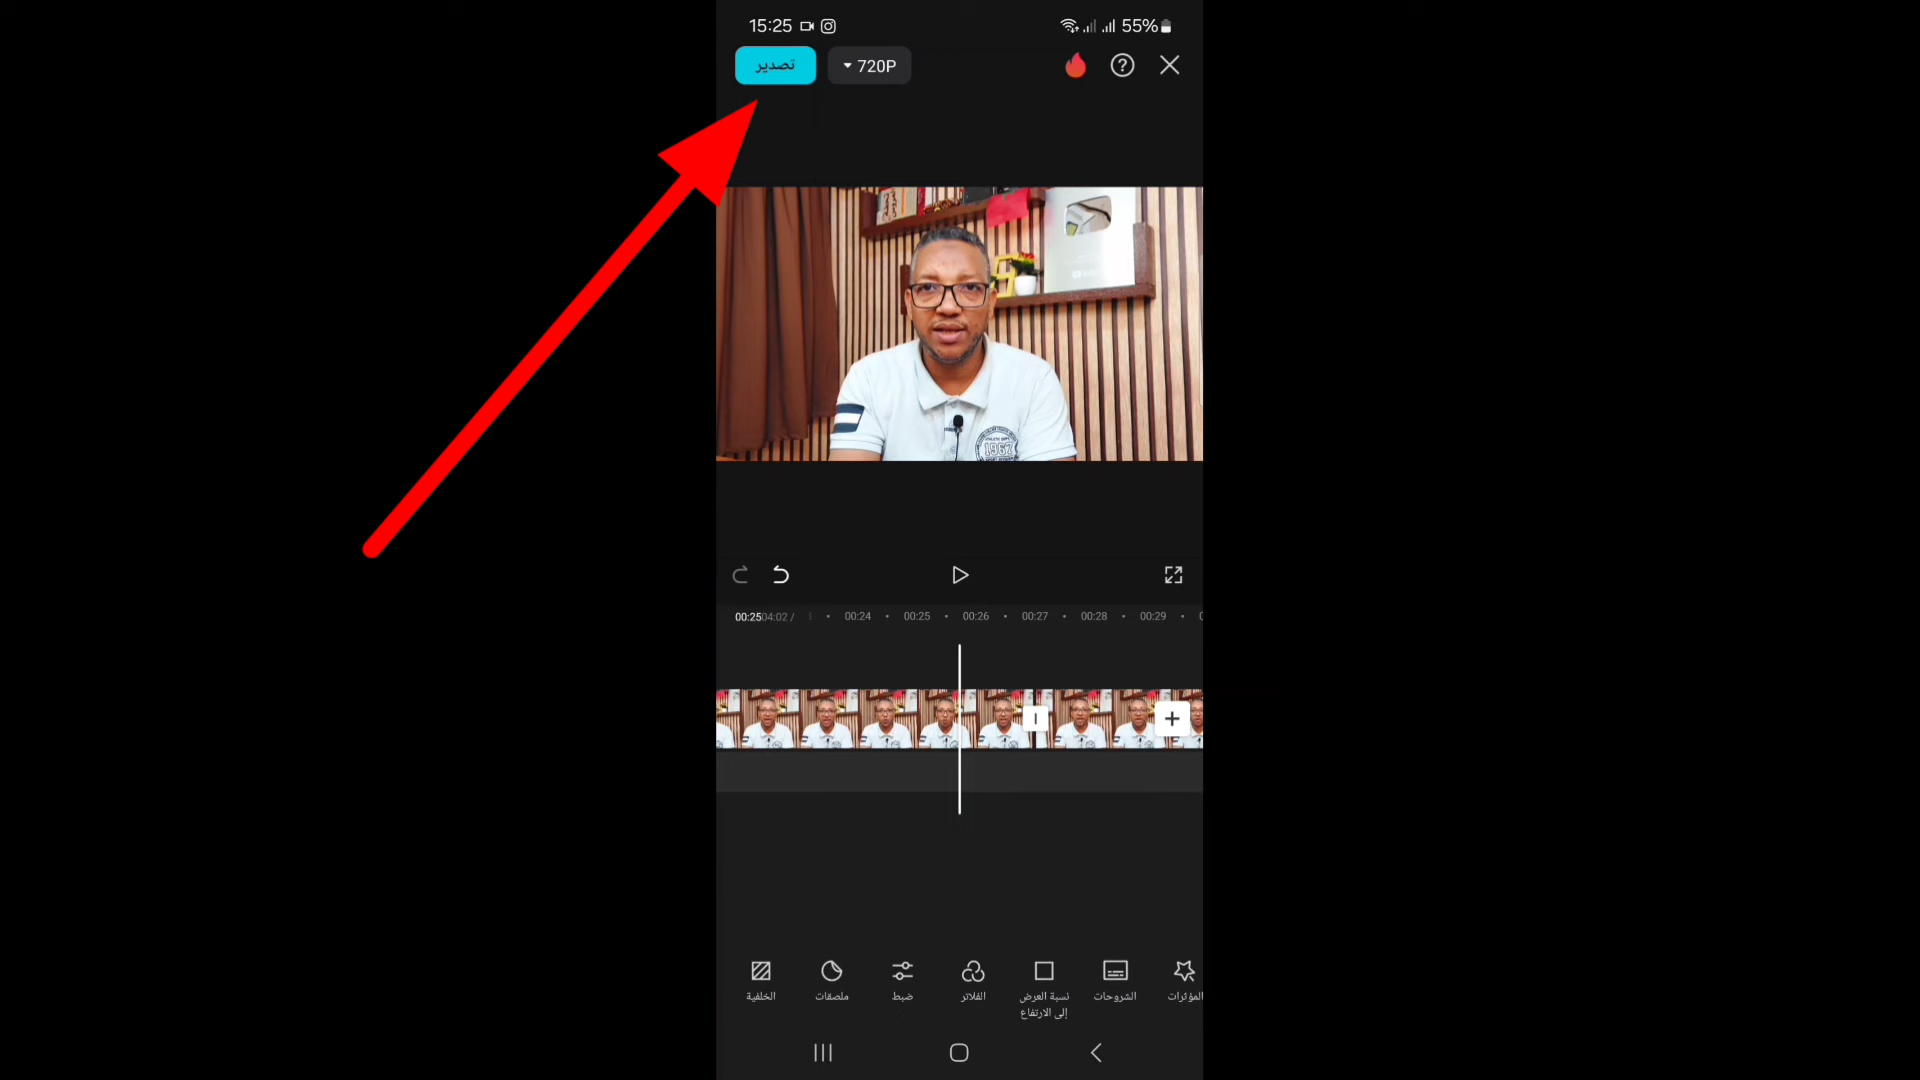 15:25
55%
تصدير
720P
1967
00:25
04:02 /
00:24
00:25
00:26
00:27
00:28
00:29
الخلفية
ملصقات
ضبط
الفلاتر
نسبة العرض
إلى الارتفاع
الشروحات
المؤثرات